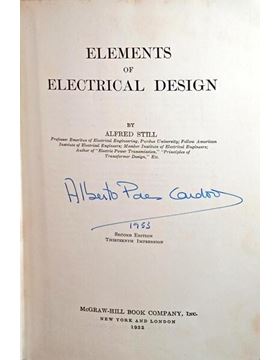 ELEMENTS
OF
ELECTRICAL DESIGN
BY
ALFRED STILL
Professor Emeritus of Electrical Engineering, Purdue University; Fellow American
Institute of Electrical Engineers; Member Institute of Electrical Engineers;
Author of "Electric Power Transmission," "Principles of
Transformer Design," Etc.
Alberto
1953
SECOND EDITION
THIRTEENTH IMPRESSION
McGRAW-HILL BOOK COMPANY, INC.
NEW YORK AND LONDON
1932